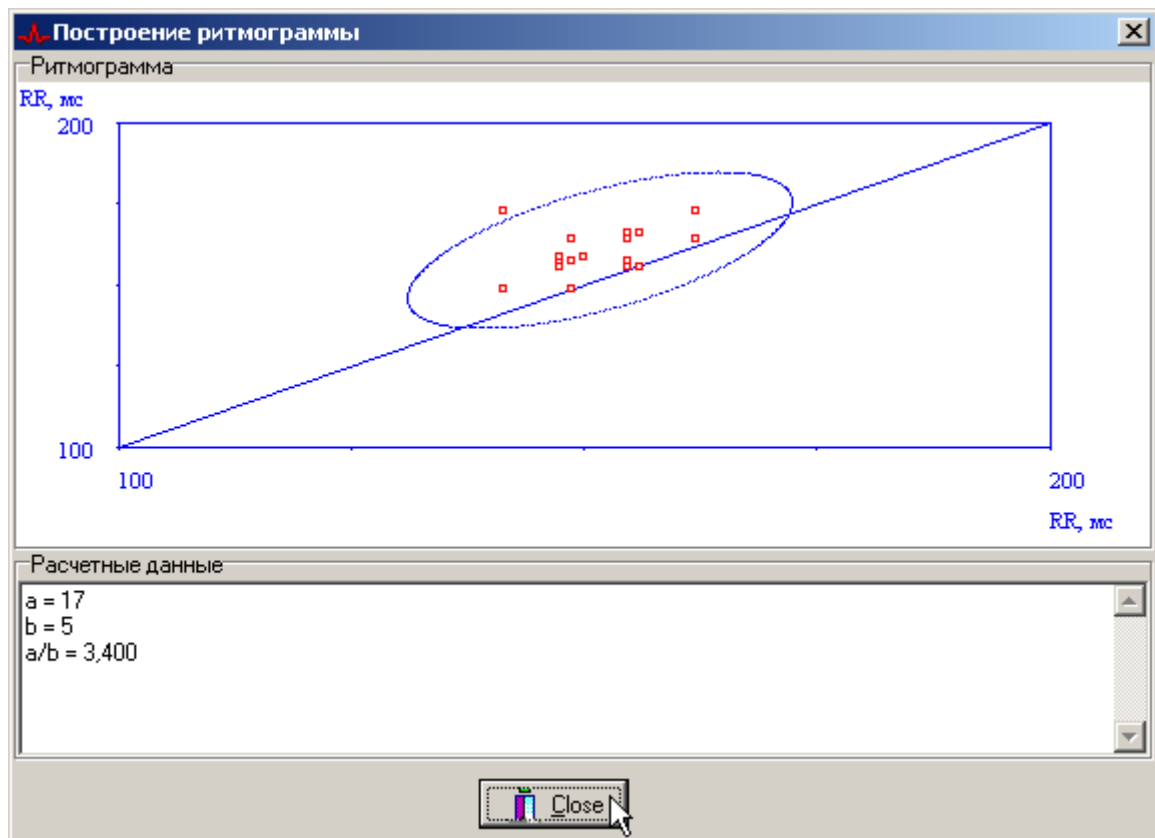 Построение ритмограммы
Ритмограмма
RR, мс
200
100
100
200
RR, мс
Расчетные данные
a = 17
b = 5
a/b = 3,400
Close